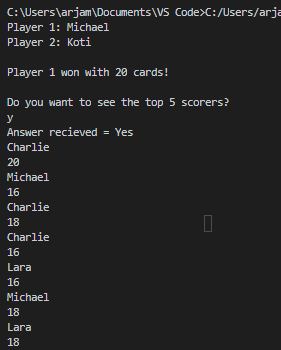 C:\Users\arjam\Documents\VS Code>C:/Users/arja
Player 1: Michael
Player 2: Koti
Player 1 won with 20 cards!
Do you want to see the top 5 scorers?
y
Answer recieved = Yes
Charlie
20
Michael
16
Charlie
18
Charlie
16
Lara
16
Michael
18
Lara
18